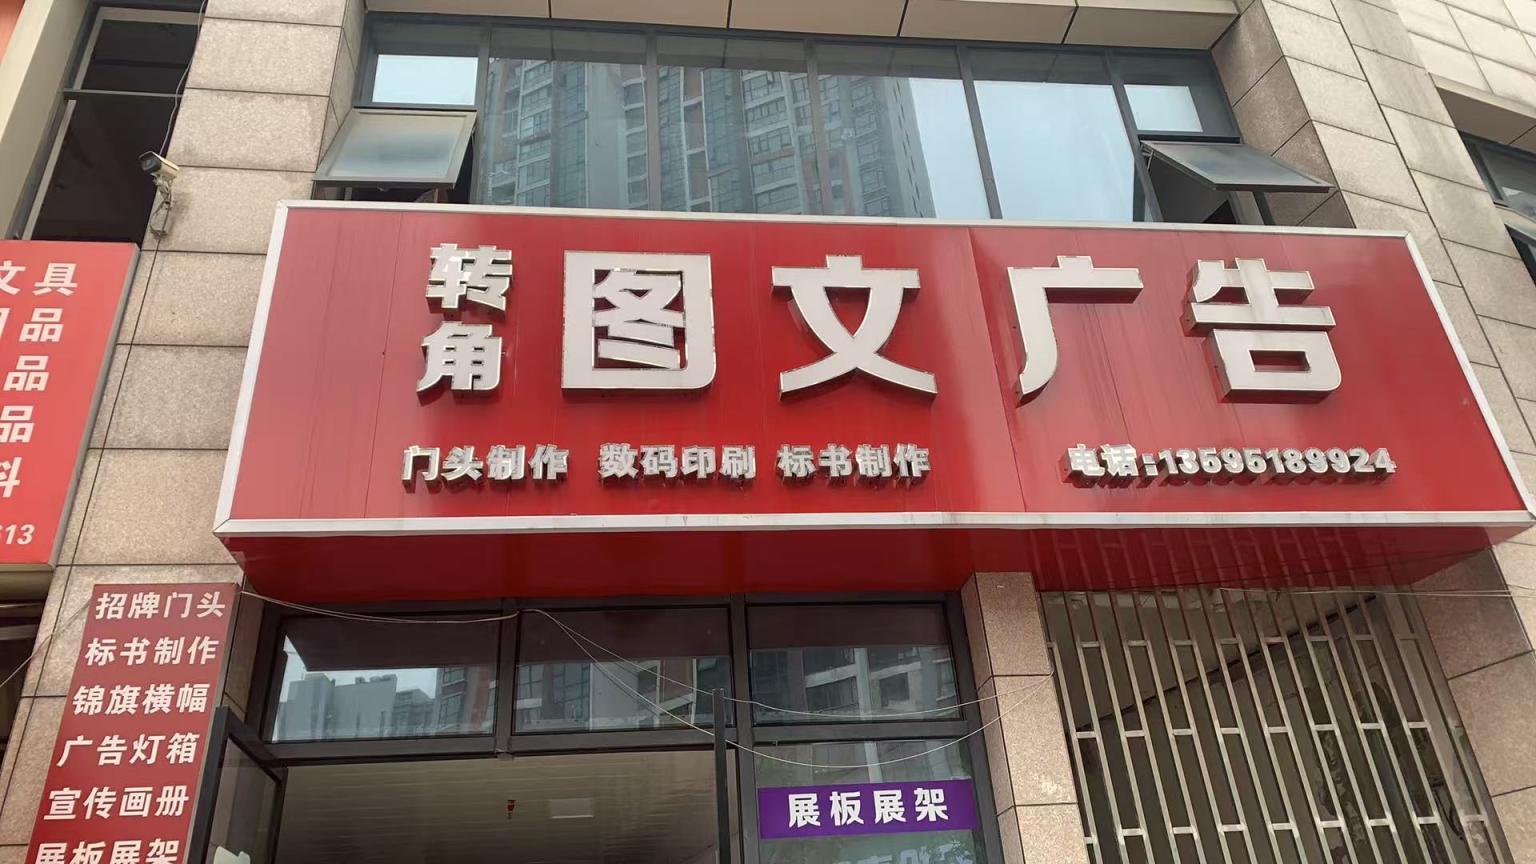 转角
图文广告
门头制作 数码印刷 标书制作
电话:13595189924
文具
品
品
品
料
613
招牌门头
标书制作
锦旗横幅
广告灯箱
宣传画册
展板展架
展板展架